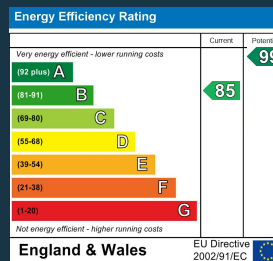 Energy Efficiency Rating
Current
Very energy efficient - lower running costs
(92 plus) A
(81-91) B
85
(69-80) C
(55-68) D
(39-54) E
(21-38) F
(1-20) G
Not energy efficient - higher running costs
England & Wales
EU Directive
2002/91/EC